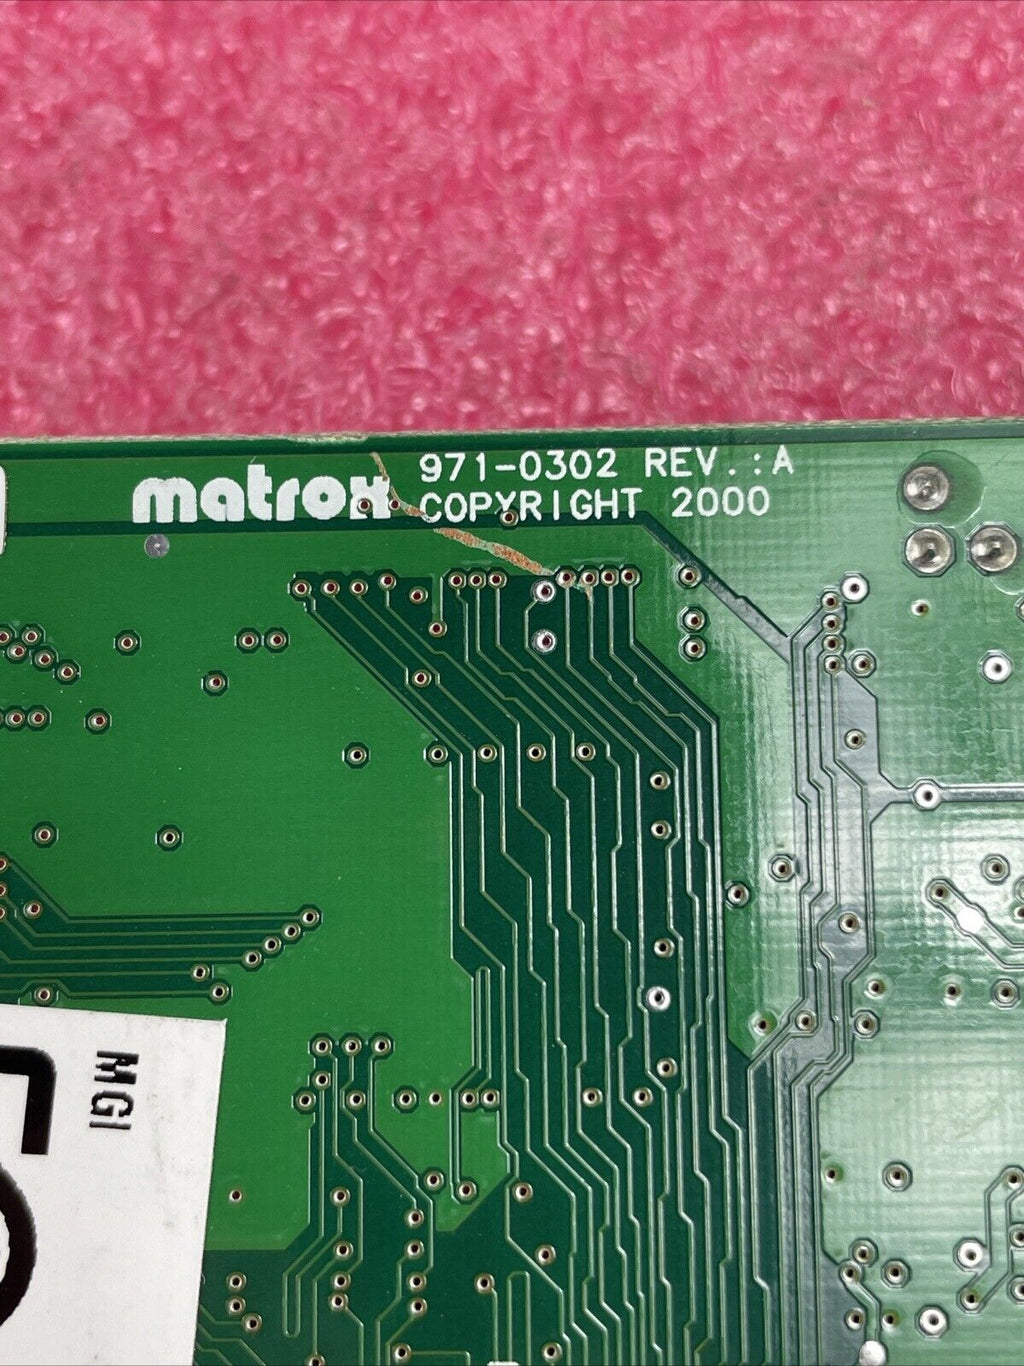 matrox
971-0302 REV.:A
COPYRIGHT 2000
MGI